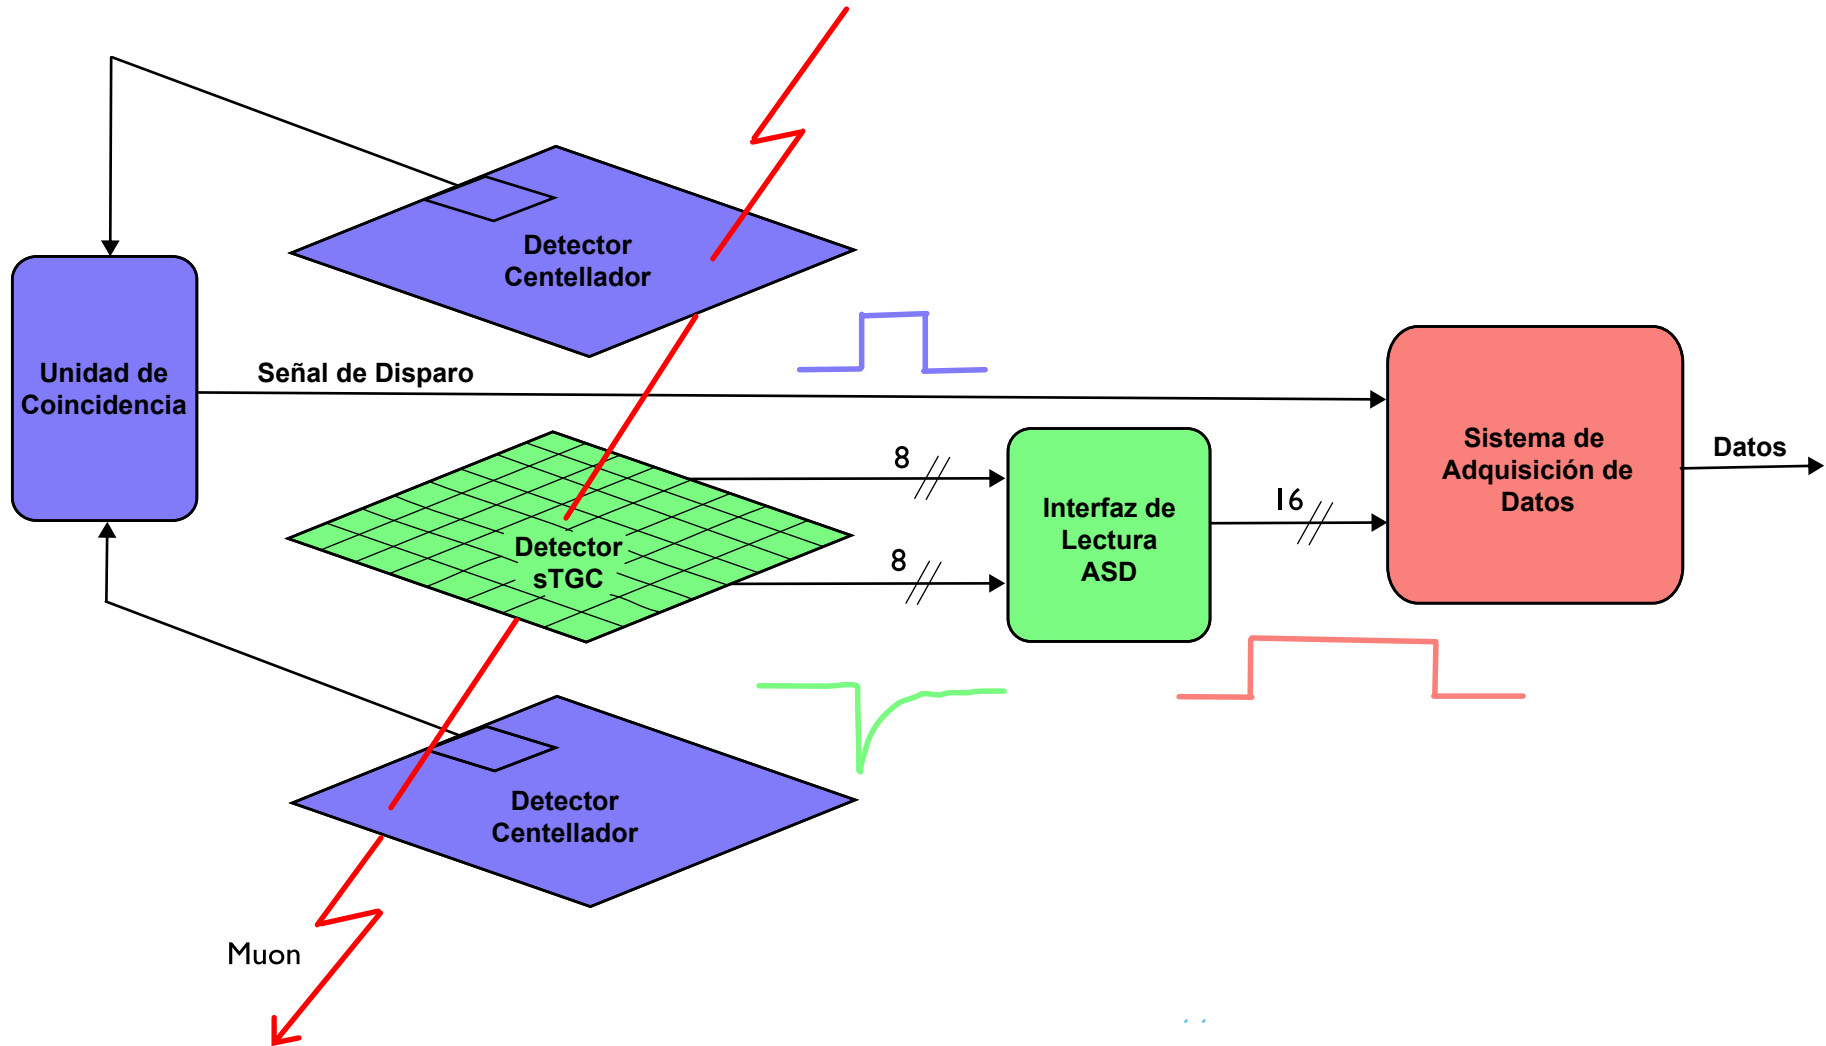 Detector
Centellador
Unidad de
Coincidencia
Señal de Disparo
Sistema de
Adquisición de
Datos
Datos
8
16
Interfaz de
Lectura
ASD
Detector
sTGC
8
Detector
Centellador
Muon